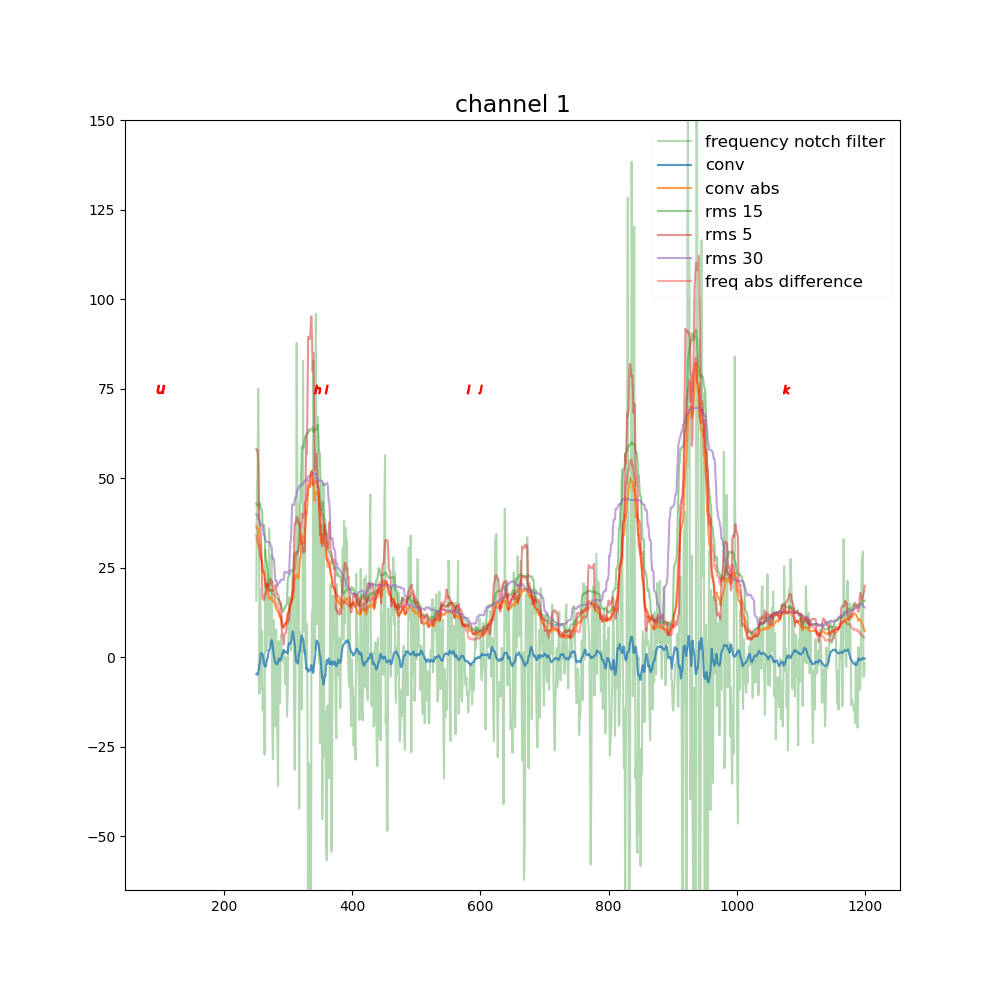 channel 1
150
125
100
75
50
25
0
−25
−50
frequency notch filter
conv
conv abs
rms 15
rms 5
rms 30
freq abs difference
u h l l j k
200 400 600 800 1000 1200